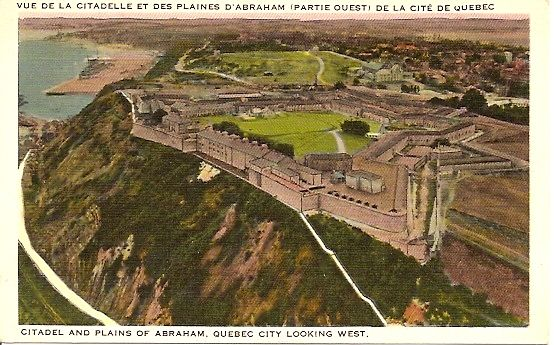 VUE DE LA CITADELLE ET DES PLAINES D'ABRAHAM (PARTIE OUEST) DE LA CITÉ DE QUEBEC
CITADEL AND PLAINS OF ABRAHAM, QUEBEC CITY LOOKING WEST.